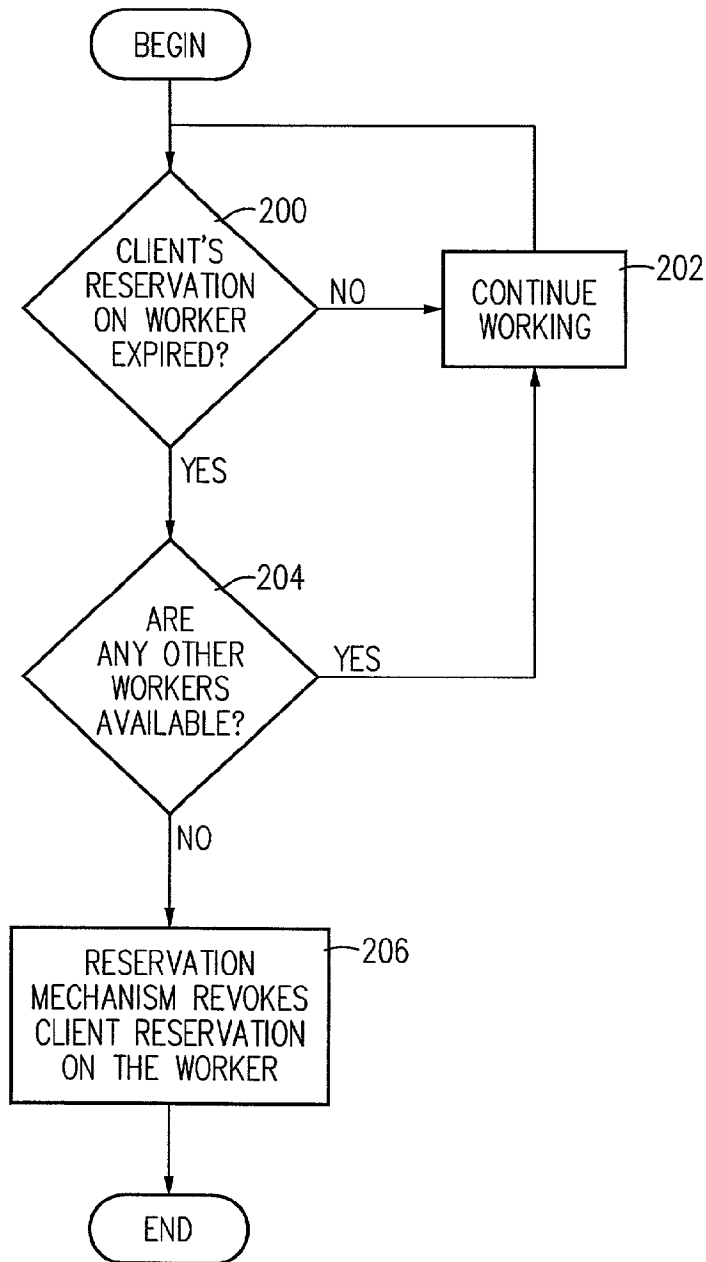 BEGIN
200
CLIENT'S
RESERVATION
ON WORKER
EXPIRED?
NO
CONTINUE
WORKING
202
YES
204
ARE
ANY OTHER
WORKERS
AVAILABLE?
YES
NO
206
RESERVATION
MECHANISM REVOKES
CLIENT RESERVATION
ON THE WORKER
END